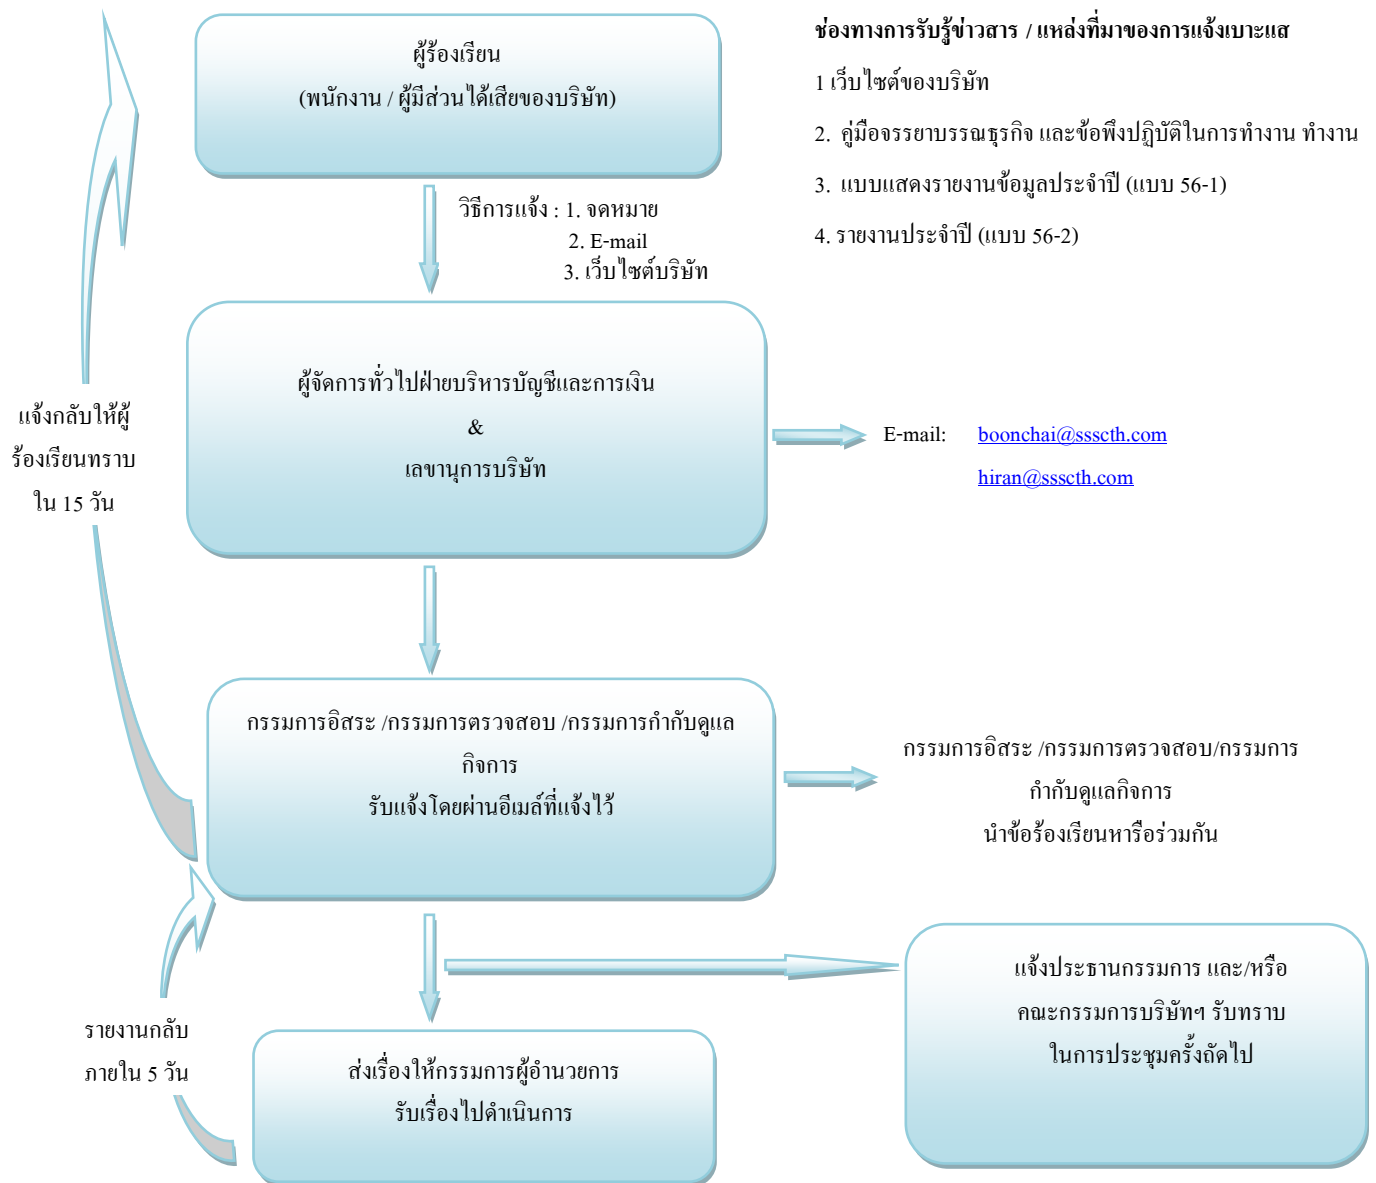 ผู้ร้องเรียน
(พนักงาน / ผู้มีส่วนได้เสียของบริษัท)
ช่องทางการรับรู้ข่าวสาร / แหล่งที่มาของการแจ้งเบาะแส
1 เว็บไซต์ของบริษัท
2. คู่มือจรรยาบรรณธุรกิจ และข้อพึงปฏิบัติในการทำงาน ทำงาน
3. แบบแสดงรายงานข้อมูลประจำปี (แบบ 56-1)
4. รายงานประจำปี (แบบ 56-2)
วิธีการแจ้ง : 1. จดหมาย
2. E-mail
3. เว็บไซต์บริษัท
ผู้จัดการทั่วไปฝ่ายบริหารบัญชีและการเงิน
&
เลขานุการบริษัท
E-mail: boonchai@ssscth.com
hiran@ssscth.com
แจ้งกลับให้ผู้
ร้องเรียนทราบ
ใน 15 วัน
กรรมการอิสระ /กรรมการตรวจสอบ /กรรมการกำกับดูแล
กิจการ
รับแจ้งโดยผ่านอีเมล์ที่แจ้งไว้
กรรมการอิสระ /กรรมการตรวจสอบ/กรรมการ
กำกับดูแลกิจการ
นำข้อร้องเรียนหารือร่วมกัน
แจ้งประธานกรรมการ และ/หรือ
คณะกรรมการบริษัทฯ รับทราบ
ในการประชุมครั้งถัดไป
รายงานกลับ
ภายใน 5 วัน
ส่งเรื่องให้กรรมการผู้อำนวยการ
รับเรื่องไปดำเนินการ